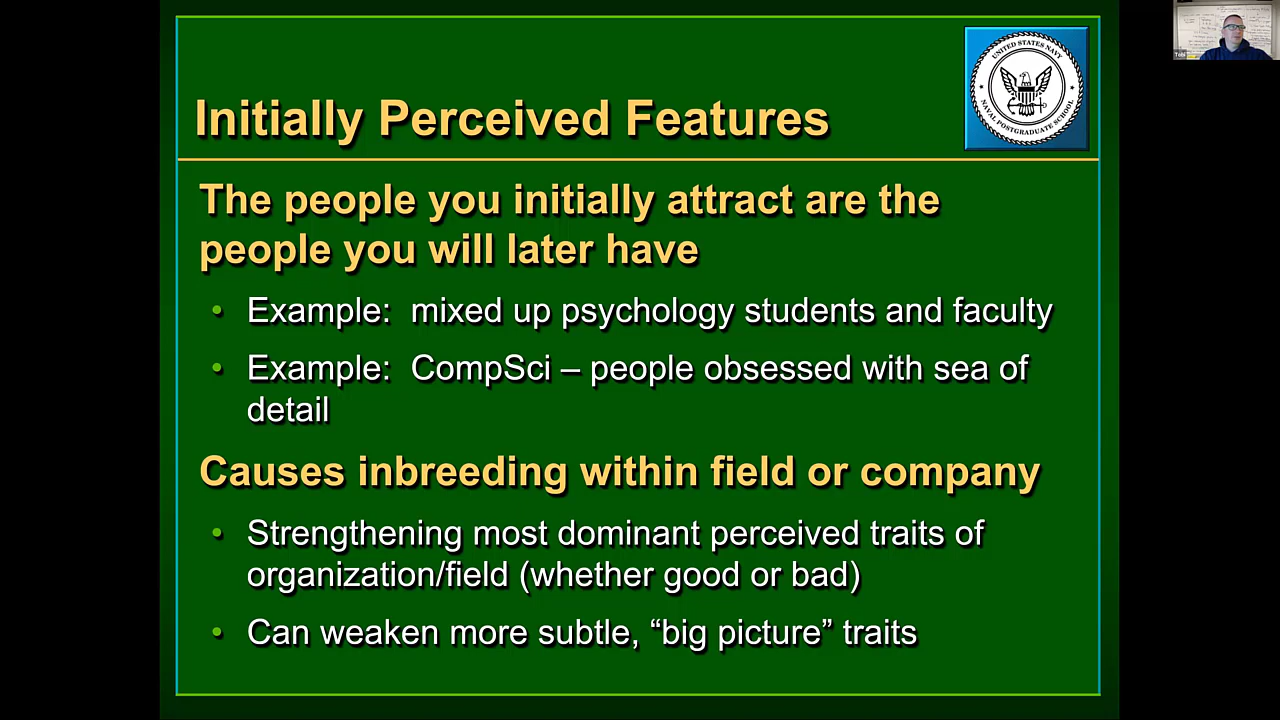 Initially Perceived Features
UNITED STATES NAVY
NAVAL POSTGRADUATE SCHOOL
The people you initially attract are the
people you will later have
• Example:  mixed up psychology students and faculty
• Example:  CompSci – people obsessed with sea of
detail
Causes inbreeding within field or company
• Strengthening most dominant perceived traits of
organization/field (whether good or bad)
• Can weaken more subtle, “big picture” traits